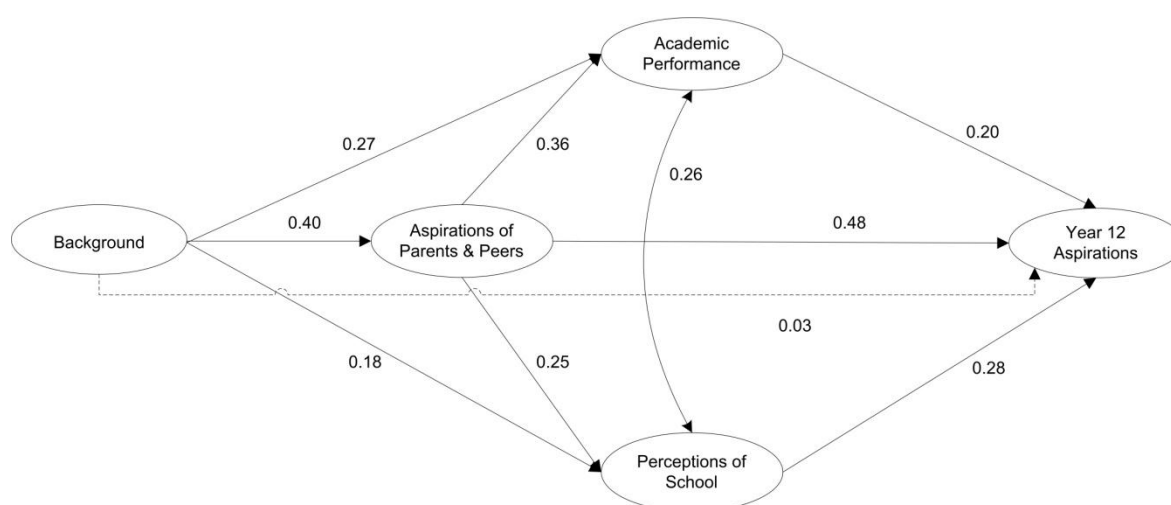 Academic
Performance
0.27
0.36
0.20
0.26
Background
0.40
Aspirations of
Parents & Peers
0.48
Year 12
Aspirations
0.03
0.18
0.25
0.28
Perceptions of
School